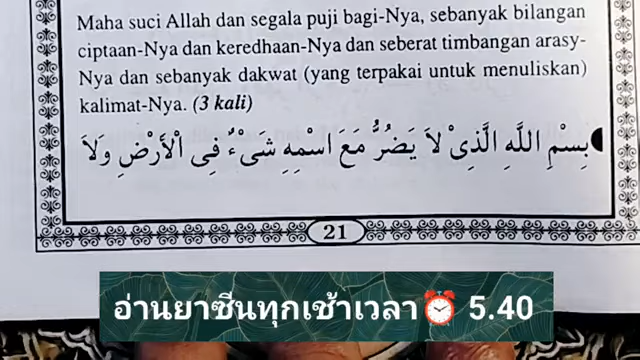 Maha suci Allah dan segala puji bagi-Nya, sebanyak bilangan
ciptaan-Nya dan keredhaan-Nya dan seberat timbangan arasy-
Nya dan sebanyak dakwat (yang terpakai untuk menuliskan)
kalimat-Nya. (3 kali)
بِسْمِ اللَّهِ الَّذِىْ لاَ يَضُرُّ مَعَ اسْمِهِ شَىْءٌ فِى الْأَرْضِ وَلاَ
21
อ่านยาซีนทุกเช้าเวลา⏰ 5.40